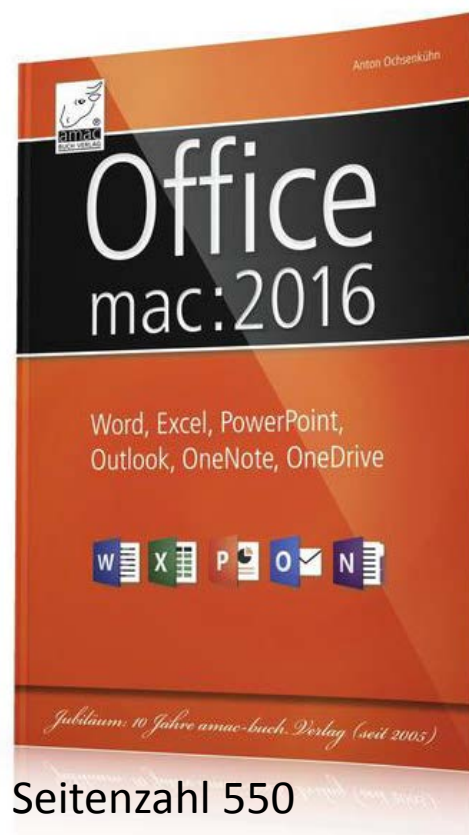 Anton Ochsenkühn
amac
BUCH VERLAG
Office
mac:2016
Word, Excel, PowerPoint,
Outlook, OneNote, OneDrive
W X P O N
Jubiläum: 10 Jahre amac-buch Verlag (seit 2005)
Seitenzahl 550